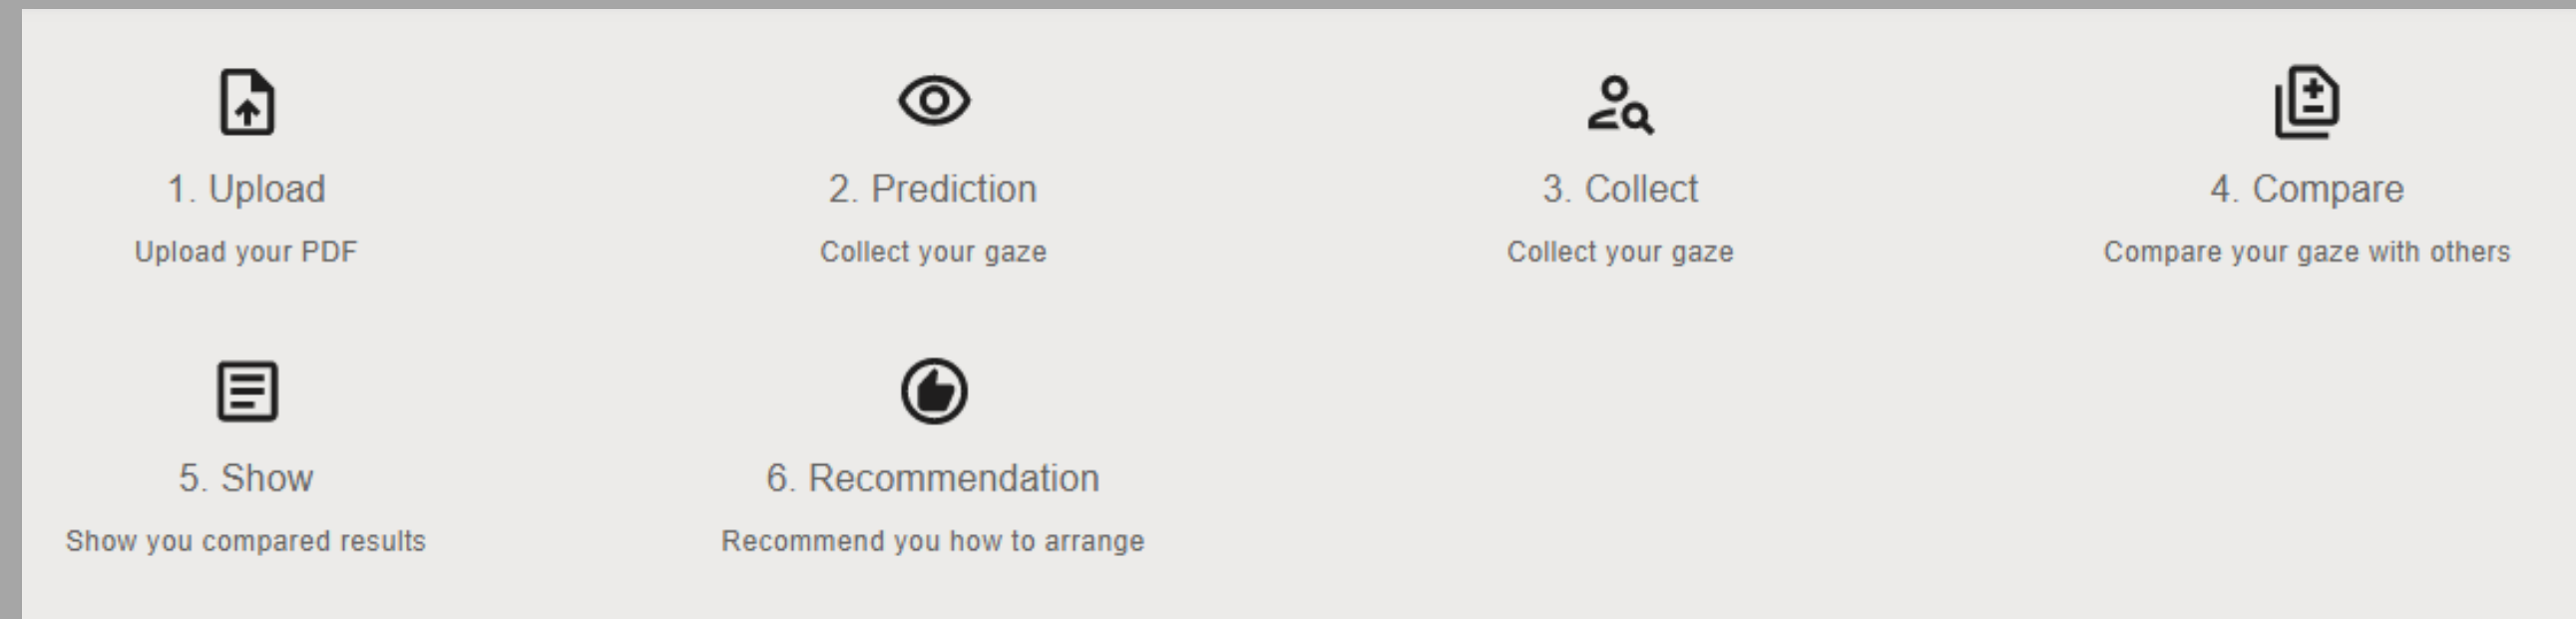 1. Upload
Upload your PDF
2. Prediction
Collect your gaze
3. Collect
Collect your gaze
4. Compare
Compare your gaze with others
5. Show
Show you compared results
6. Recommendation
Recommend you how to arrange